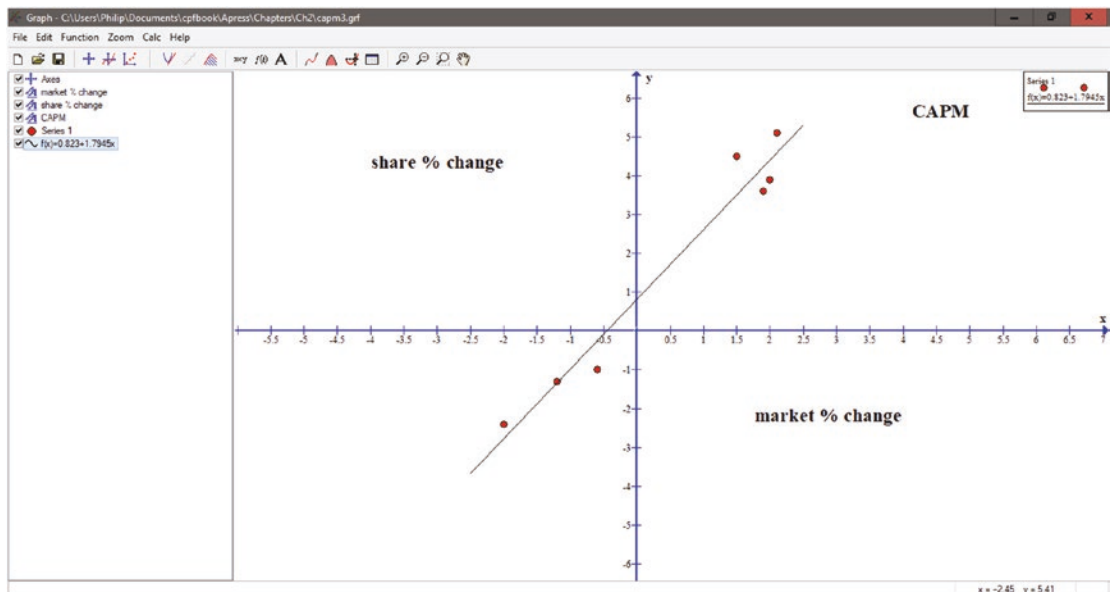 Graph - C:\Users\Philip\Documents\cpfbook\Apress\Chapters\Ch2\capm3.grf
File Edit Function Zoom Calc Help
Axes
market % change
share % change
CAPM
Series 1
f(x)=0.823+1.7945x
y
Series 1
f(x)=0.823+1.7945x
CAPM
share % change
6
5
4
3
2
1
x
-5.5 -5 -4.5 -4 -3.5 -3 -2.5 -2 -1.5 -1 -0.5 0.5 1 1.5 2 2.5 3 3.5 4 4.5 5 5.5 6 6.5 7
-1
-2
market % change
-3
-4
-5
-6
x = -2.45 y = 5.41